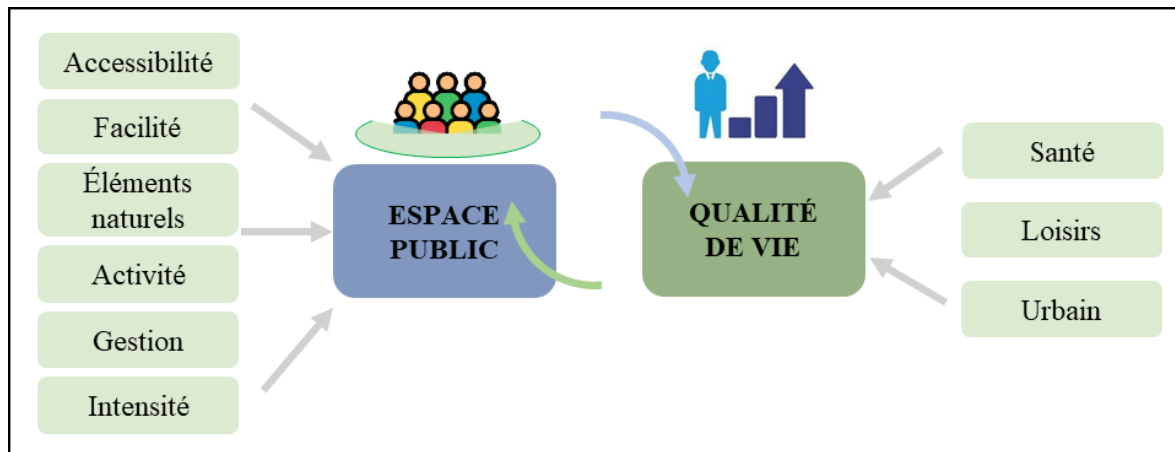 Accessibilité
Facilité
Éléments
naturels
Activité
Gestion
Intensité
ESPACE
PUBLIC
QUALITÉ
DE VIE
Santé
Loisirs
Urbain